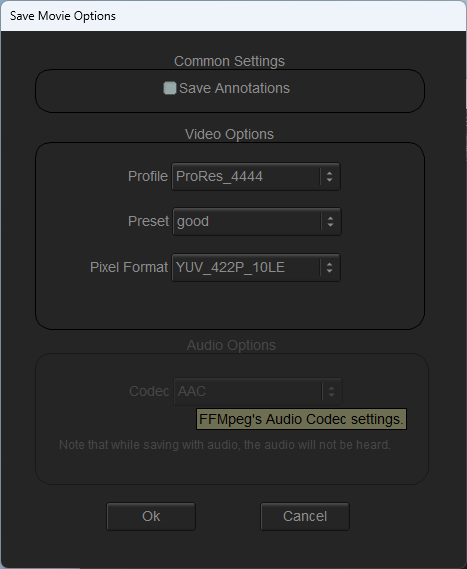 Save Movie Options
Common Settings
Save Annotations
Video Options
Profile ProRes_4444
Preset good
Pixel Format YUV_422P_10LE
Audio Options
Codec AAC
FFMpeg's Audio Codec settings.
Note that while saving with audio, the audio will not be heard.
Ok Cancel